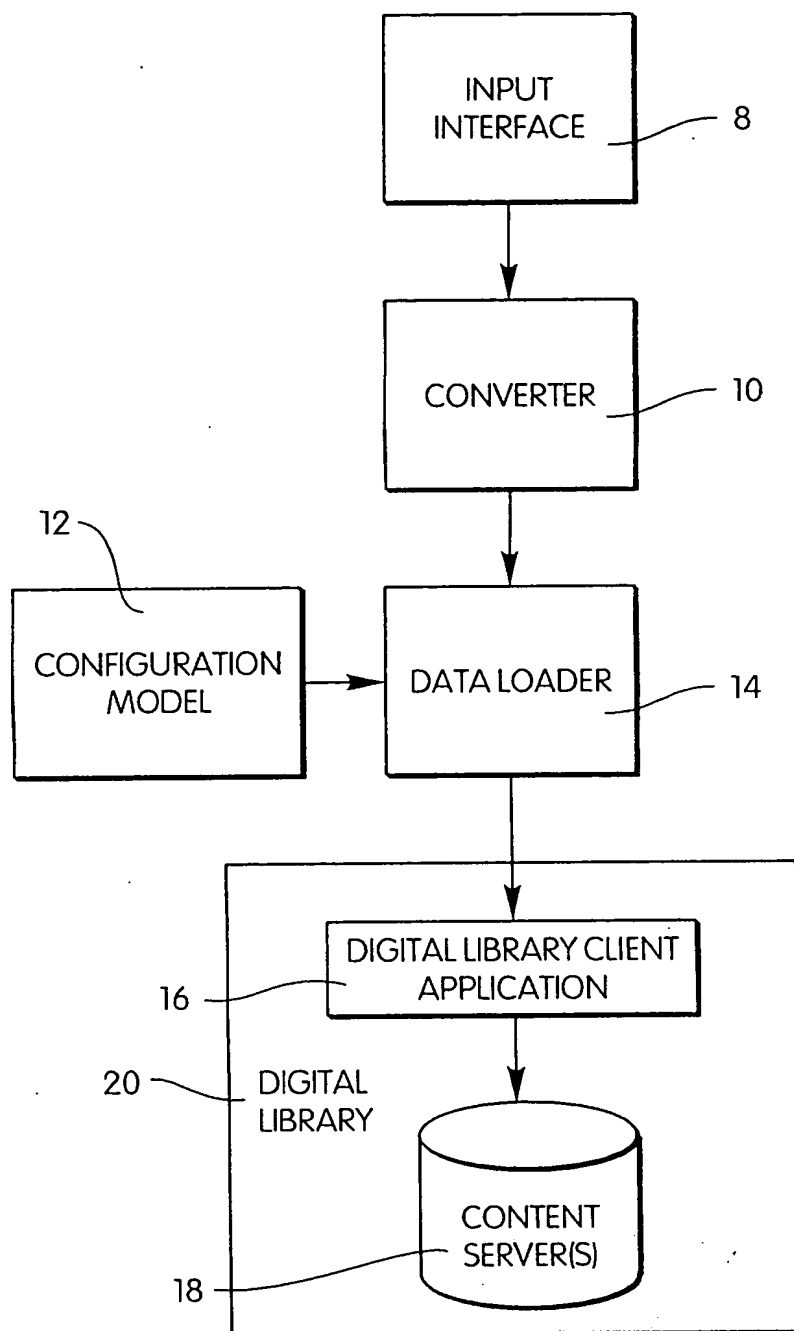 INPUT
INTERFACE
8
CONVERTER
10
12
CONFIGURATION
MODEL
DATA LOADER
14
DIGITAL LIBRARY CLIENT
APPLICATION
16
20
DIGITAL
LIBRARY
CONTENT
SERVER(S)
18